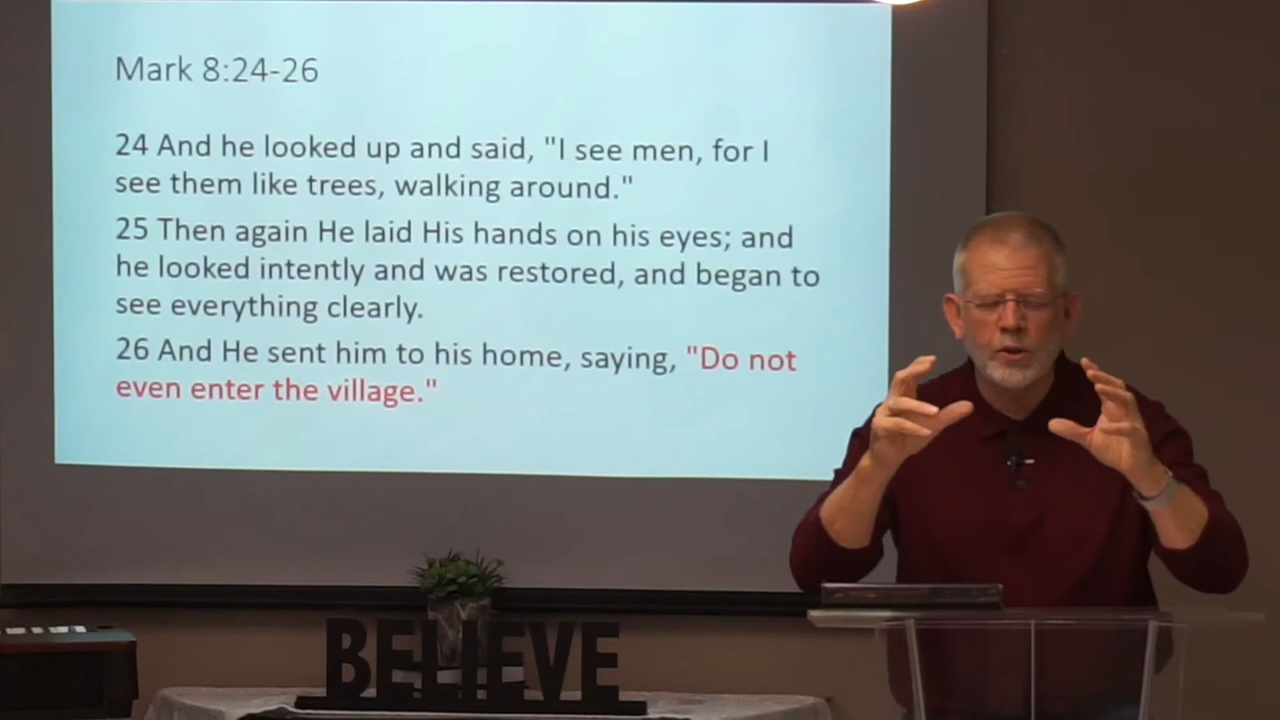 Mark 8:24-26
24 And he looked up and said, "I see men, for I
see them like trees, walking around."
25 Then again He laid His hands on his eyes; and
he looked intently and was restored, and began to
see everything clearly.
26 And He sent him to his home, saying, "Do not
even enter the village."
BELIEVE